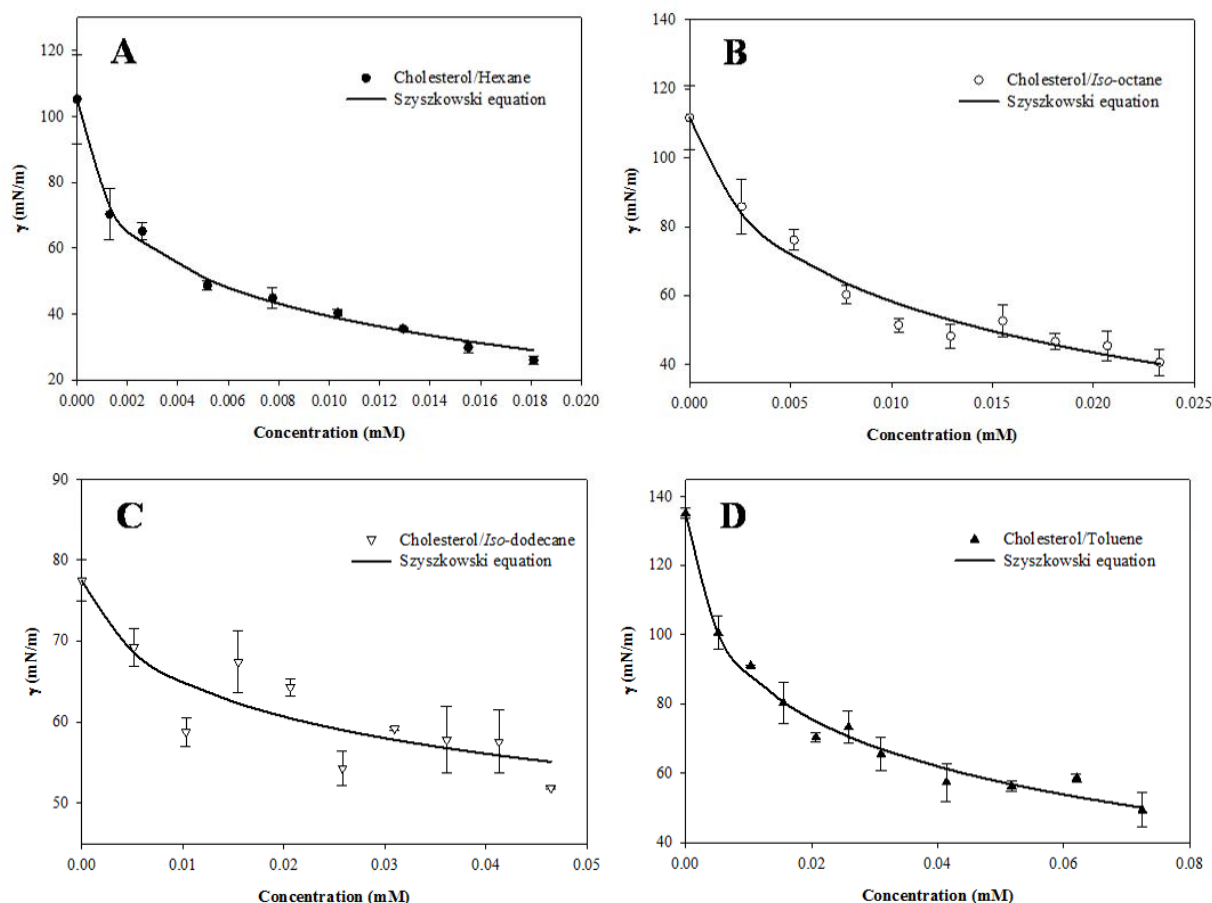 A
Cholesterol/Hexane
Szyszkowski equation
γ (mN/m)
120
100
80
60
40
20
0.000 0.002 0.004 0.006 0.008 0.010 0.012 0.014 0.016 0.018 0.020
Concentration (mM)
B
Cholesterol/Iso-octane
Szyszkowski equation
γ (mN/m)
140
120
100
80
60
40
0.000 0.005 0.010 0.015 0.020 0.025
Concentration (mM)
C
Cholesterol/Iso-dodecane
Szyszkowski equation
γ (mN/m)
90
80
70
60
50
0.00 0.01 0.02 0.03 0.04 0.05
Concentration (mM)
D
Cholesterol/Toluene
Szyszkowski equation
γ (mN/m)
140
120
100
80
60
40
0.00 0.02 0.04 0.06 0.08
Concentration (mM)